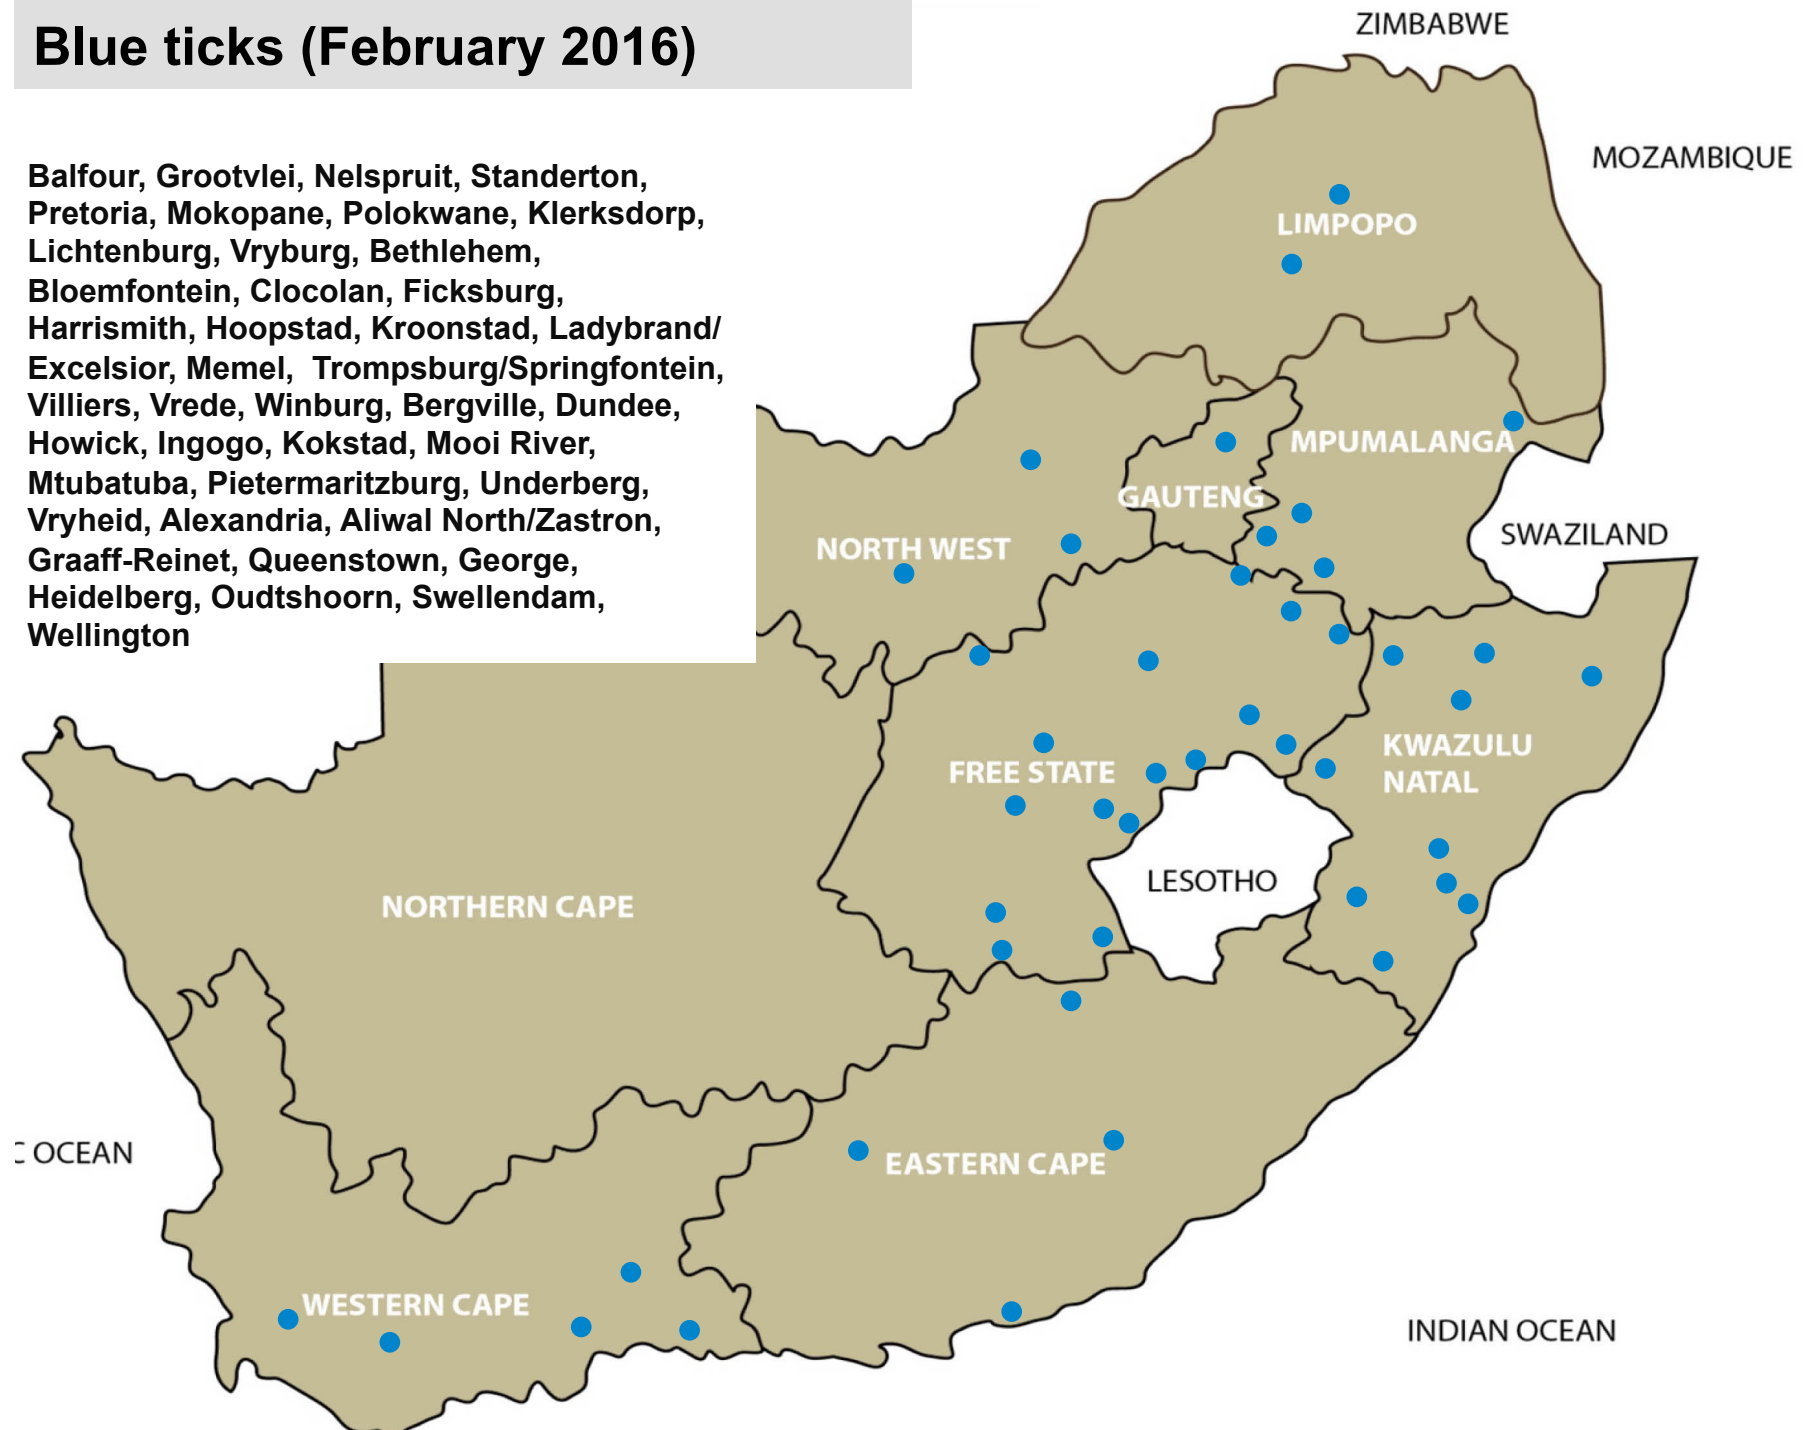 Blue ticks (February 2016)
Balfour, Grootvlei, Nelspruit, Standerton,
Pretoria, Mokopane, Polokwane, Klerksdorp,
Lichtenburg, Vryburg, Bethlehem,
Bloemfontein, Clocolan, Ficksburg,
Harrismith, Hoopstad, Kroonstad, Ladybrand/
Excelsior, Memel,  Trompsburg/Springfontein,
Villiers, Vrede, Winburg, Bergville, Dundee,
Howick, Ingogo, Kokstad, Mooi River,
Mtubatuba, Pietermaritzburg, Underberg,
Vryheid, Alexandria, Aliwal North/Zastron,
Graaff-Reinet, Queenstown, George,
Heidelberg, Oudtshoorn, Swellendam,
Wellington
ZIMBABWE
MOZAMBIQUE
LIMPOPO
MPUMALANGA
GAUTENG
SWAZILAND
NORTH WEST
KWAZULU
NATAL
FREE STATE
LESOTHO
NORTHERN CAPE
C OCEAN
EASTERN CAPE
WESTERN CAPE
INDIAN OCEAN